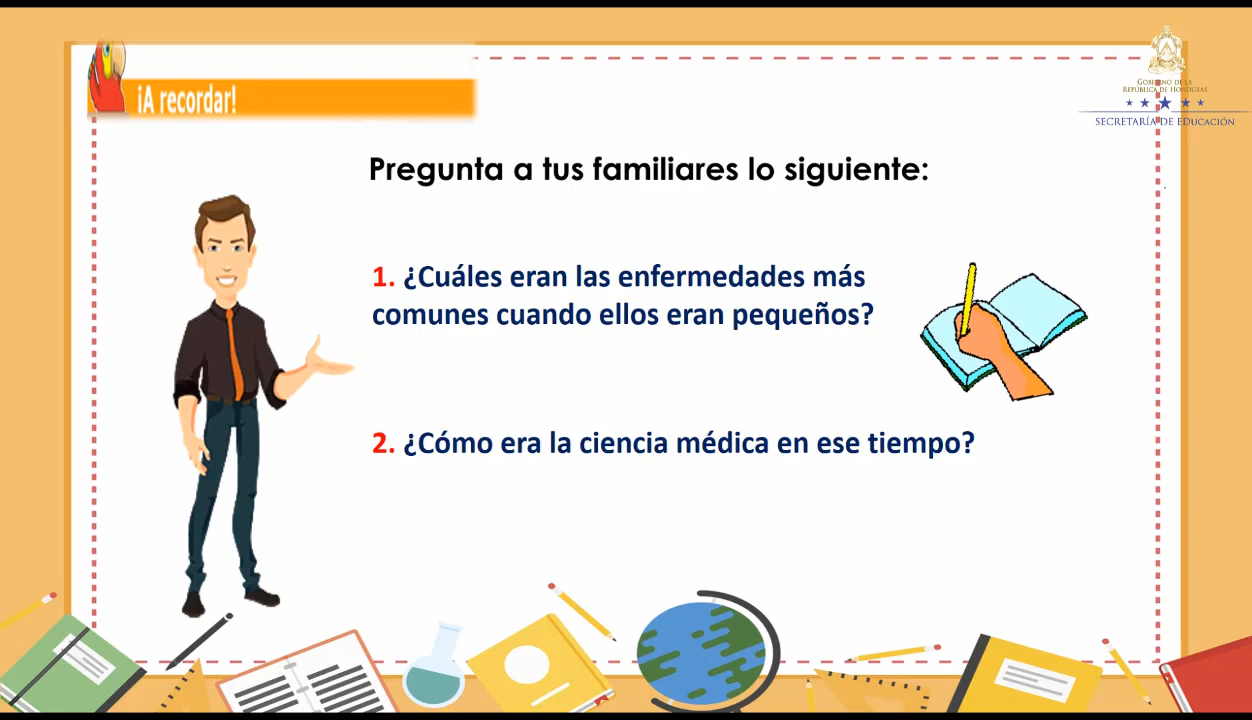 ¡A recordar!
GOBIERNO DE LA
REPÚBLICA DE HONDURAS
SECRETARÍA DE EDUCACIÓN
Pregunta a tus familiares lo siguiente:
1. ¿Cuáles eran las enfermedades más
comunes cuando ellos eran pequeños?
2. ¿Cómo era la ciencia médica en ese tiempo?